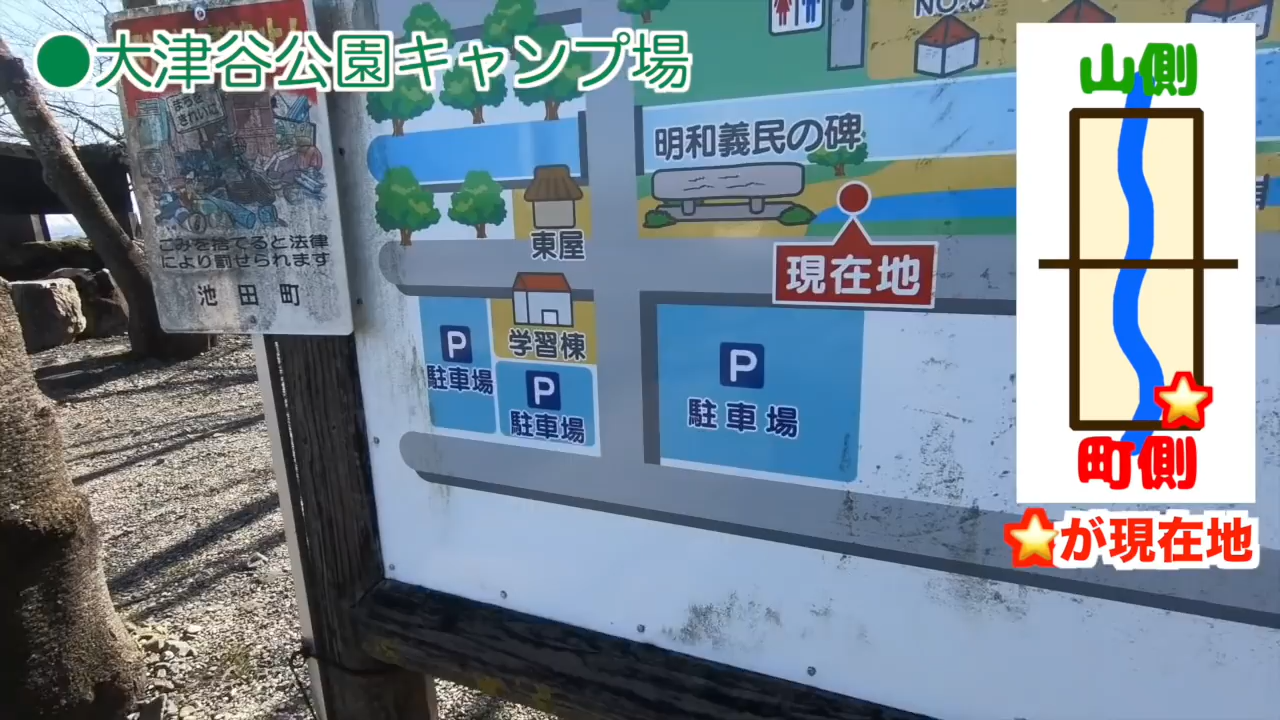 ●大津谷公園キャンプ場
まちを
きれいに
ごみを捨てると法律
により罰せられます
池田町
NO.3
明和義民の碑
東屋
現在地
学習棟
P
駐車場
P
駐車場
P
駐車場
山側
町側
が現在地